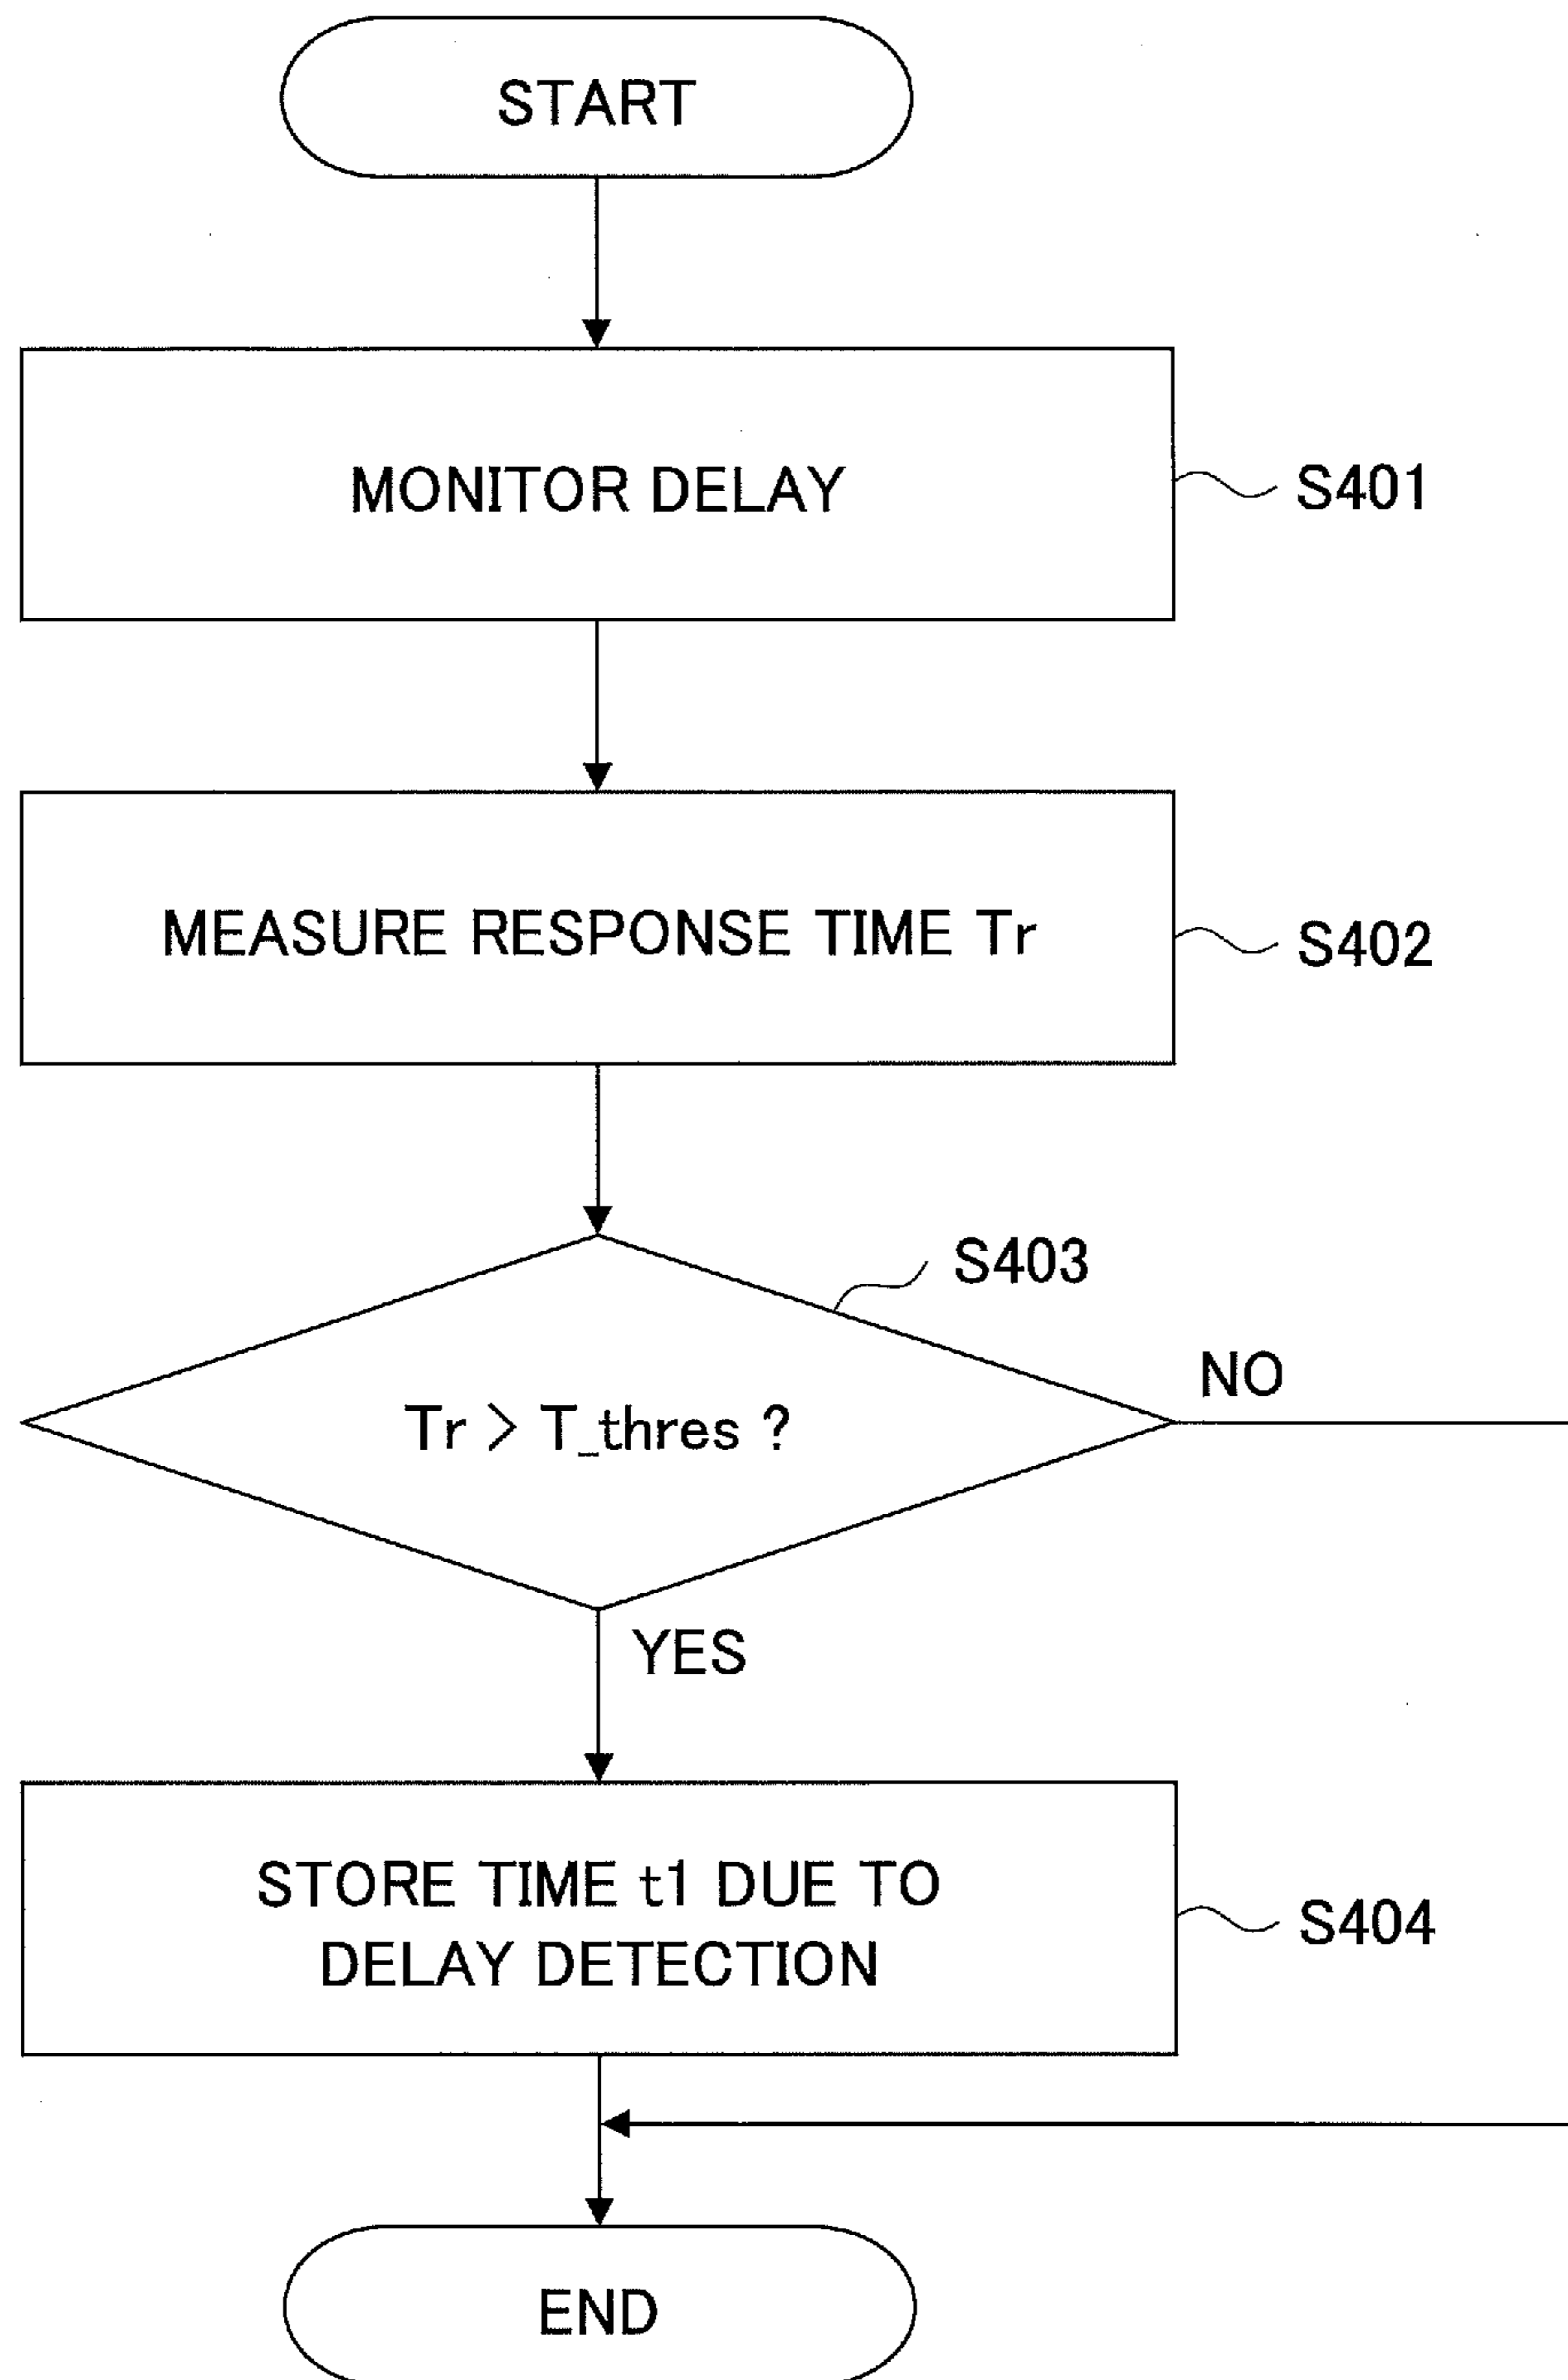 START
MONITOR DELAY
S401
MEASURE RESPONSE TIME Tr
S402
S403
NO
Tr > T_thres ?
YES
STORE TIME t1 DUE TO
DELAY DETECTION
S404
END